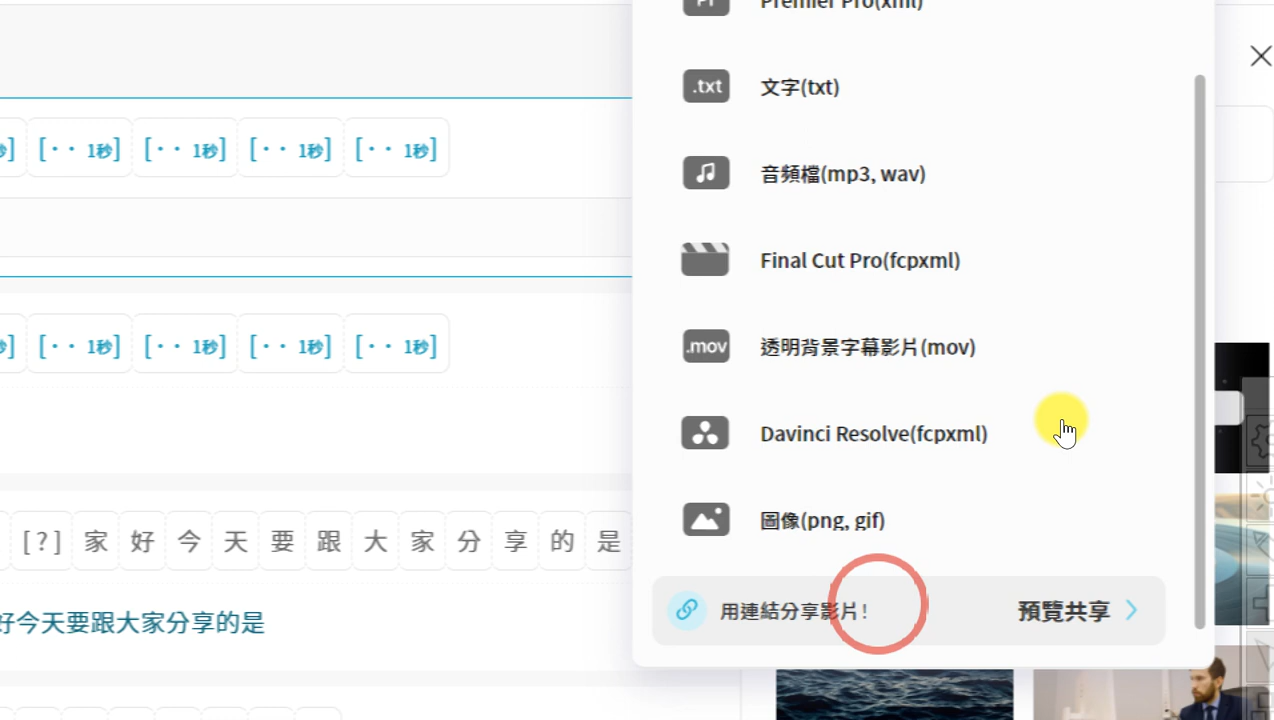 Premier Pro(xml)
.txt 文字(txt)
音頻檔(mp3, wav)
Final Cut Pro(fcpxml)
.mov 透明背景字幕影片(mov)
Davinci Resolve(fcpxml)
圖像(png, gif)
用連結分享影片! 預覽共享
秒] [·· 1秒] [·· 1秒] [·· 1秒] [·· 1秒]
秒] [·· 1秒] [·· 1秒] [·· 1秒] [·· 1秒]
[?] 家 好 今 天 要 跟 大 家 分 享 的 是
好今天要跟大家分享的是